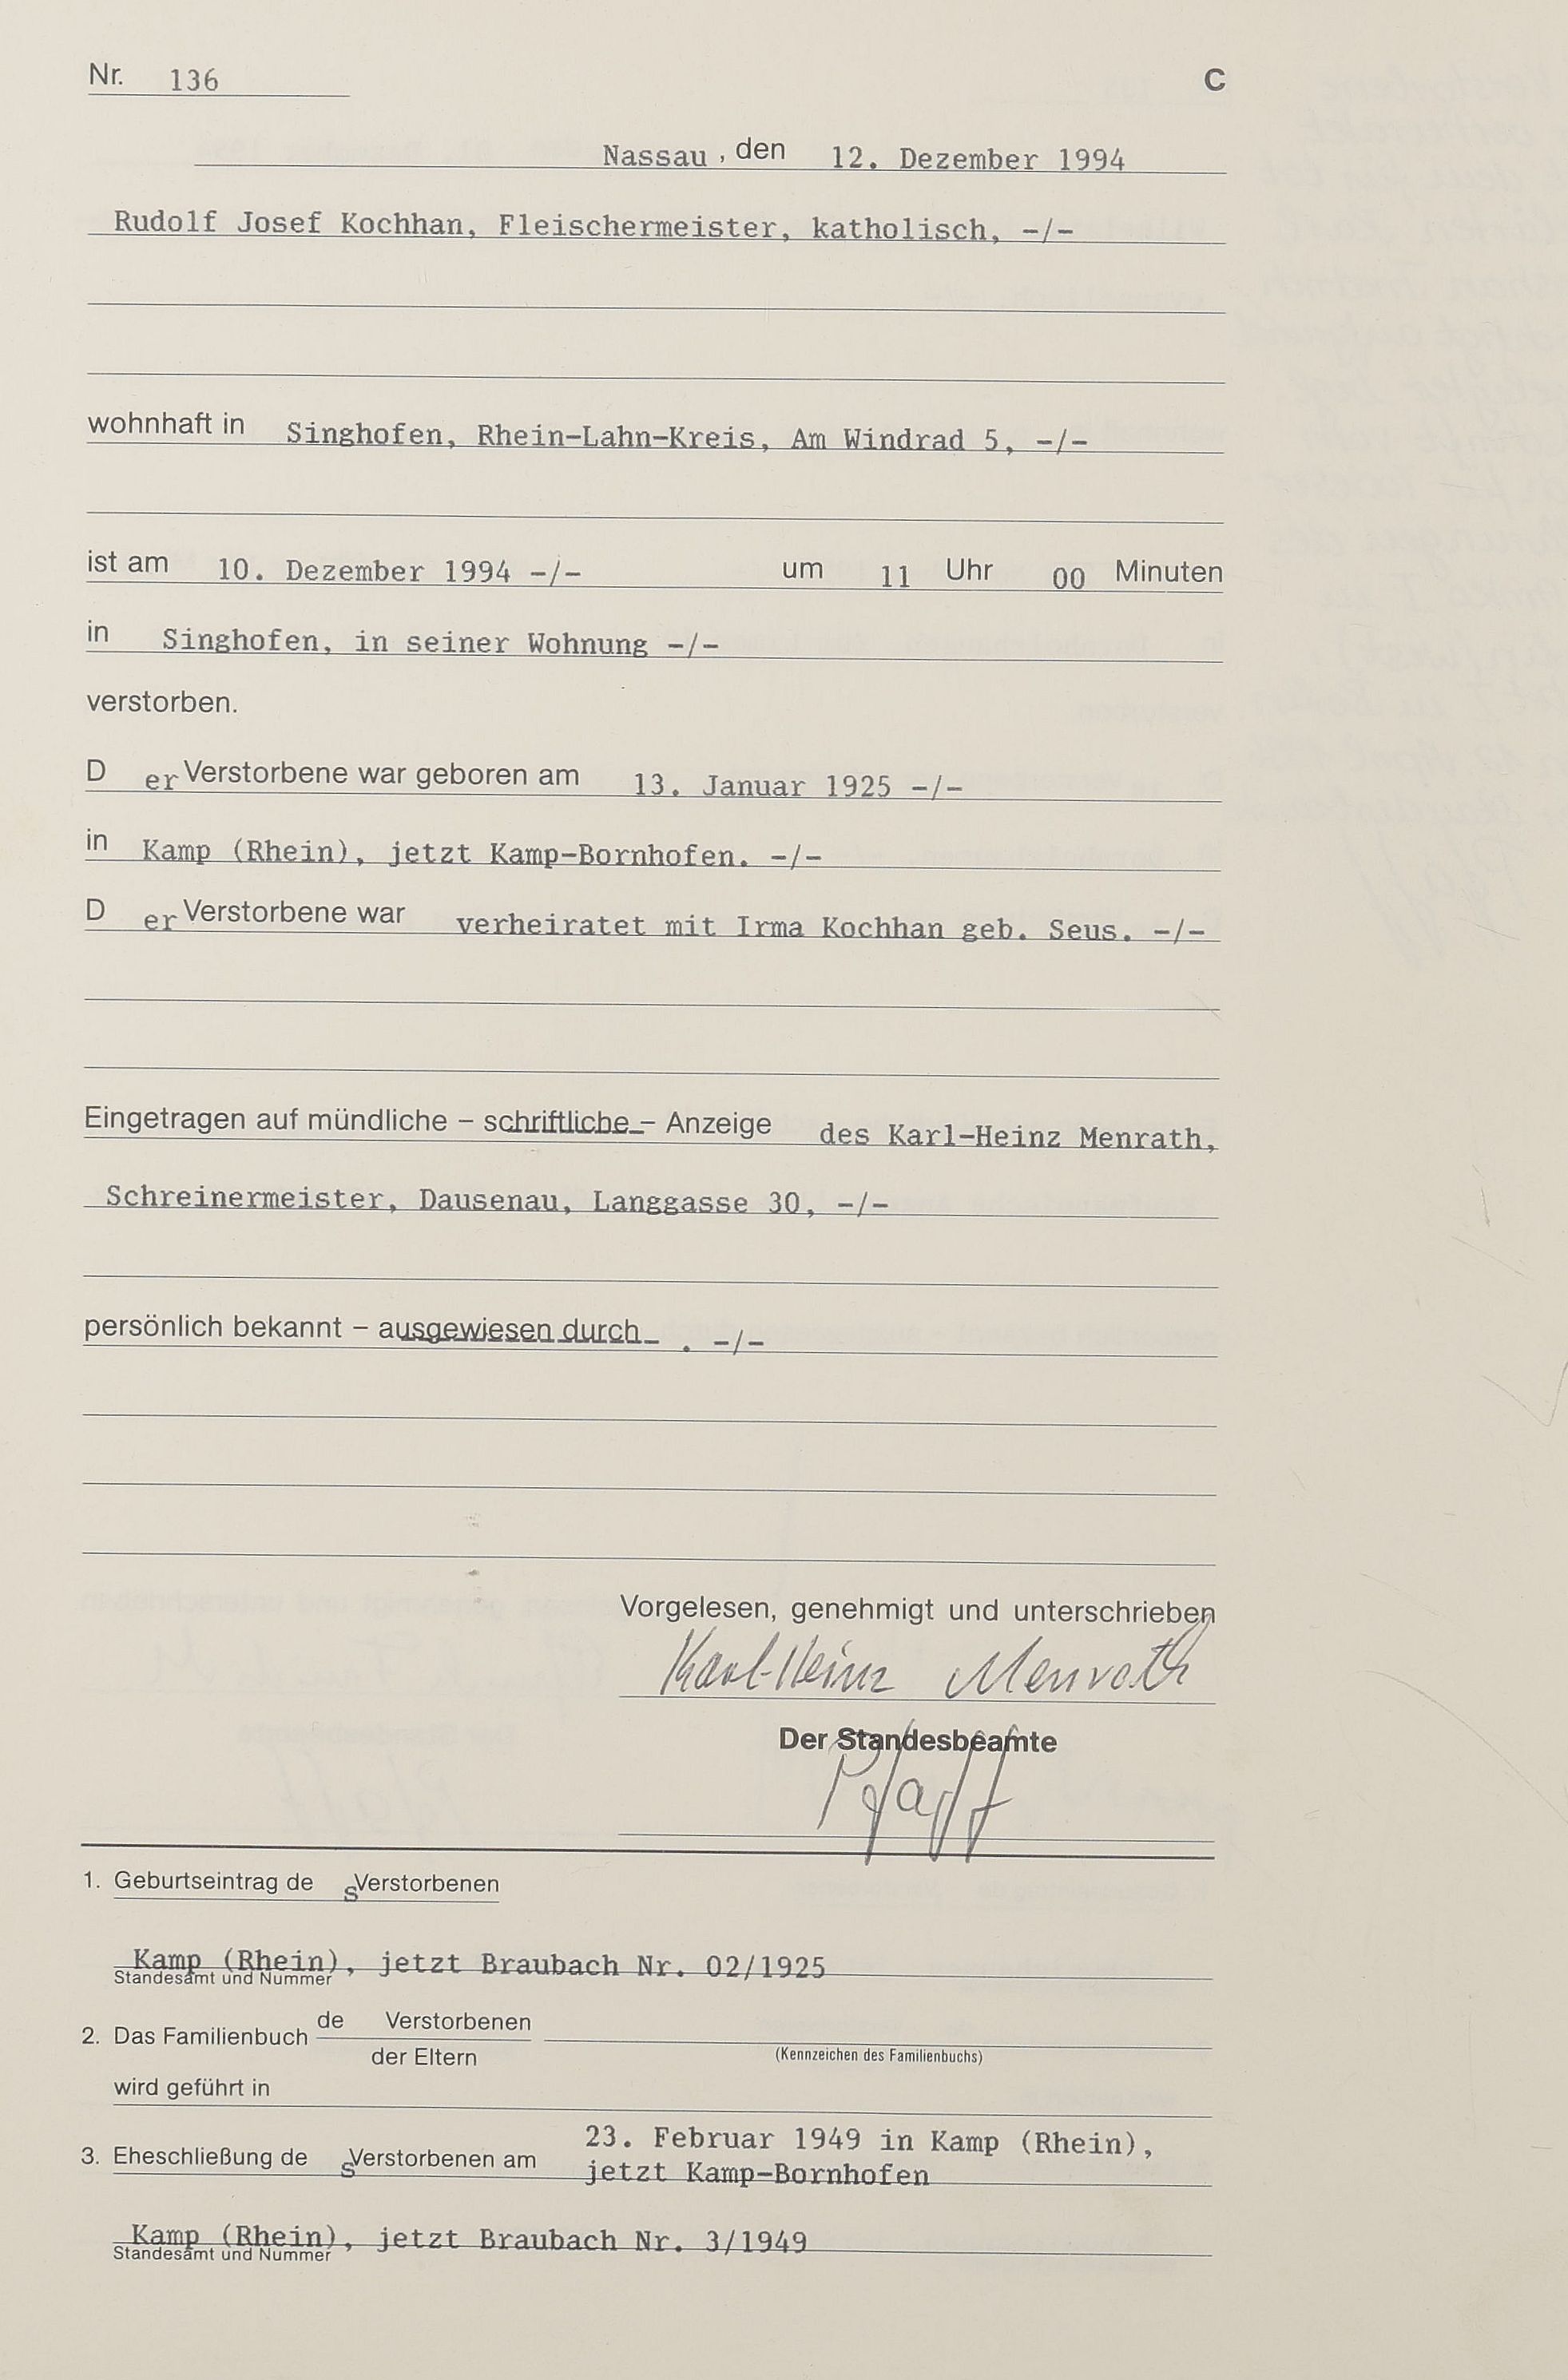 Nr. 136 C
Nassau, den 12. Dezember 1994
Rudolf Josef Kochhan, Fleischermeister, katholisch, -/-
wohnhaft in Singhofen, Rhein-Lahn-Kreis, Am Windrad 5, -/-
ist am 10. Dezember 1994 -/- um 11 Uhr 00 Minuten
in Singhofen, in seiner Wohnung -/-
verstorben.
D er Verstorbene war geboren am 13. Januar 1925 -/-
in Kamp (Rhein), jetzt Kamp-Bornhofen. -/-
D er Verstorbene war verheiratet mit Irma Kochhan geb. Seus. -/-
Eingetragen auf mündliche – schriftliche – Anzeige des Karl-Heinz Menrath,
Schreinermeister, Dausenau, Langgasse 30, -/-
persönlich bekannt – ausgewiesen durch . -/-
Vorgelesen, genehmigt und unterschrieben
Karl-Heinz Menrath
Der Standesbeamte
Pfaff
1. Geburtseintrag de s Verstorbenen
Kamp (Rhein), jetzt Braubach Nr. 02/1925
Standesamt und Nummer
2. Das Familienbuch de Verstorbenen
der Eltern (Kennzeichen des Familienbuchs)
wird geführt in
3. Eheschließung de s Verstorbenen am 23. Februar 1949 in Kamp (Rhein),
jetzt Kamp-Bornhofen
Kamp (Rhein), jetzt Braubach Nr. 3/1949
Standesamt und Nummer